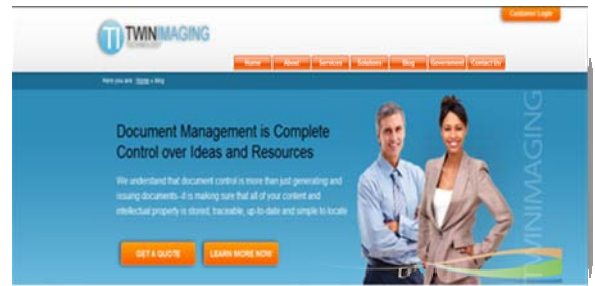 Customer Login
TI TWINIMAGING
TECHNOLOGY
Home About Services Solutions Blog Government Contact Us
Here you are: Home » Blog
Document Management is Complete
Control over Ideas and Resources
We understand that document control is more than just generating and
issuing documents--it is making sure that all of your content and
intellectual property is stored, traceable, up-to-date and simple to locate
GET A QUOTE LEARN MORE NOW
TWINIMAGING